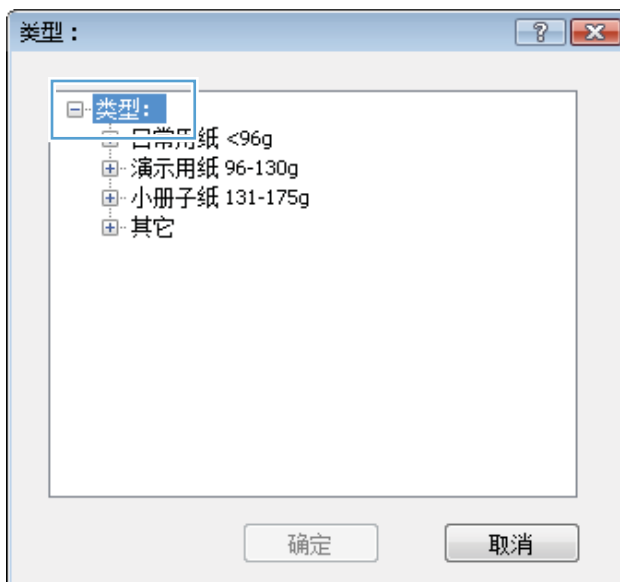 类型：
类型：
日常用纸 <96g
演示用纸 96-130g
小册子纸 131-175g
其它
确定
取消